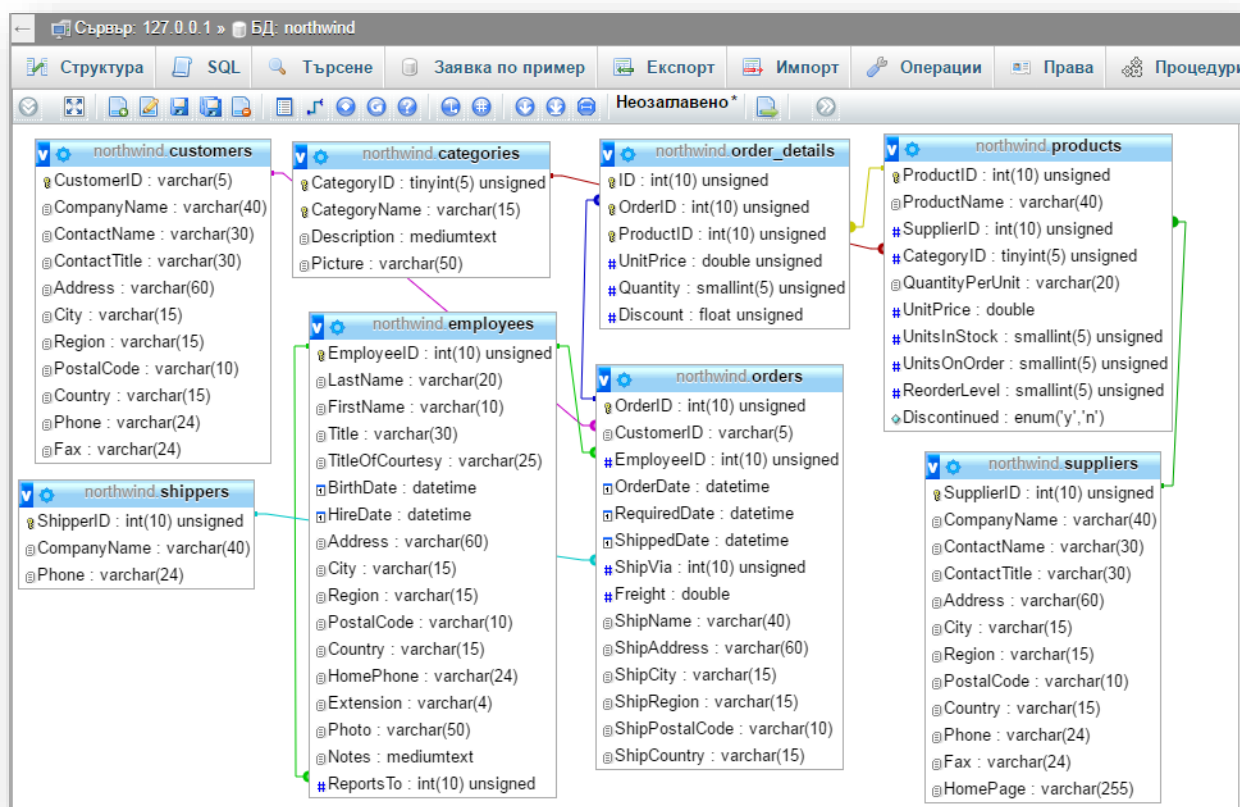 Сървър: 127.0.0.1 » БД: northwind
Структура SQL Търсене Заявка по пример Експорт Импорт Операции Права Процедури
Неозаглавено*
northwind.customers
CustomerID : varchar(5)
CompanyName : varchar(40)
ContactName : varchar(30)
ContactTitle : varchar(30)
Address : varchar(60)
City : varchar(15)
Region : varchar(15)
PostalCode : varchar(10)
Country : varchar(15)
Phone : varchar(24)
Fax : varchar(24)
northwind.shippers
ShipperID : int(10) unsigned
CompanyName : varchar(40)
Phone : varchar(24)
northwind.categories
CategoryID : tinyint(5) unsigned
CategoryName : varchar(15)
Description : mediumtext
Picture : varchar(50)
northwind.employees
EmployeeID : int(10) unsigned
LastName : varchar(20)
FirstName : varchar(10)
Title : varchar(30)
TitleOfCourtesy : varchar(25)
BirthDate : datetime
HireDate : datetime
Address : varchar(60)
City : varchar(15)
Region : varchar(15)
PostalCode : varchar(10)
Country : varchar(15)
HomePhone : varchar(24)
Extension : varchar(4)
Photo : varchar(50)
Notes : mediumtext
ReportsTo : int(10) unsigned
northwind.order_details
ID : int(10) unsigned
OrderID : int(10) unsigned
ProductID : int(10) unsigned
UnitPrice : double unsigned
Quantity : smallint(5) unsigned
Discount : float unsigned
northwind.orders
OrderID : int(10) unsigned
CustomerID : varchar(5)
EmployeeID : int(10) unsigned
OrderDate : datetime
RequiredDate : datetime
ShippedDate : datetime
ShipVia : int(10) unsigned
Freight : double
ShipName : varchar(40)
ShipAddress : varchar(60)
ShipCity : varchar(15)
ShipRegion : varchar(15)
ShipPostalCode : varchar(10)
ShipCountry : varchar(15)
northwind.products
ProductID : int(10) unsigned
ProductName : varchar(40)
SupplierID : int(10) unsigned
CategoryID : tinyint(5) unsigned
QuantityPerUnit : varchar(20)
UnitPrice : double
UnitsInStock : smallint(5) unsigned
UnitsOnOrder : smallint(5) unsigned
ReorderLevel : smallint(5) unsigned
Discontinued : enum('y','n')
northwind.suppliers
SupplierID : int(10) unsigned
CompanyName : varchar(40)
ContactName : varchar(30)
ContactTitle : varchar(30)
Address : varchar(60)
City : varchar(15)
Region : varchar(15)
PostalCode : varchar(10)
Country : varchar(15)
Phone : varchar(24)
Fax : varchar(24)
HomePage : varchar(255)